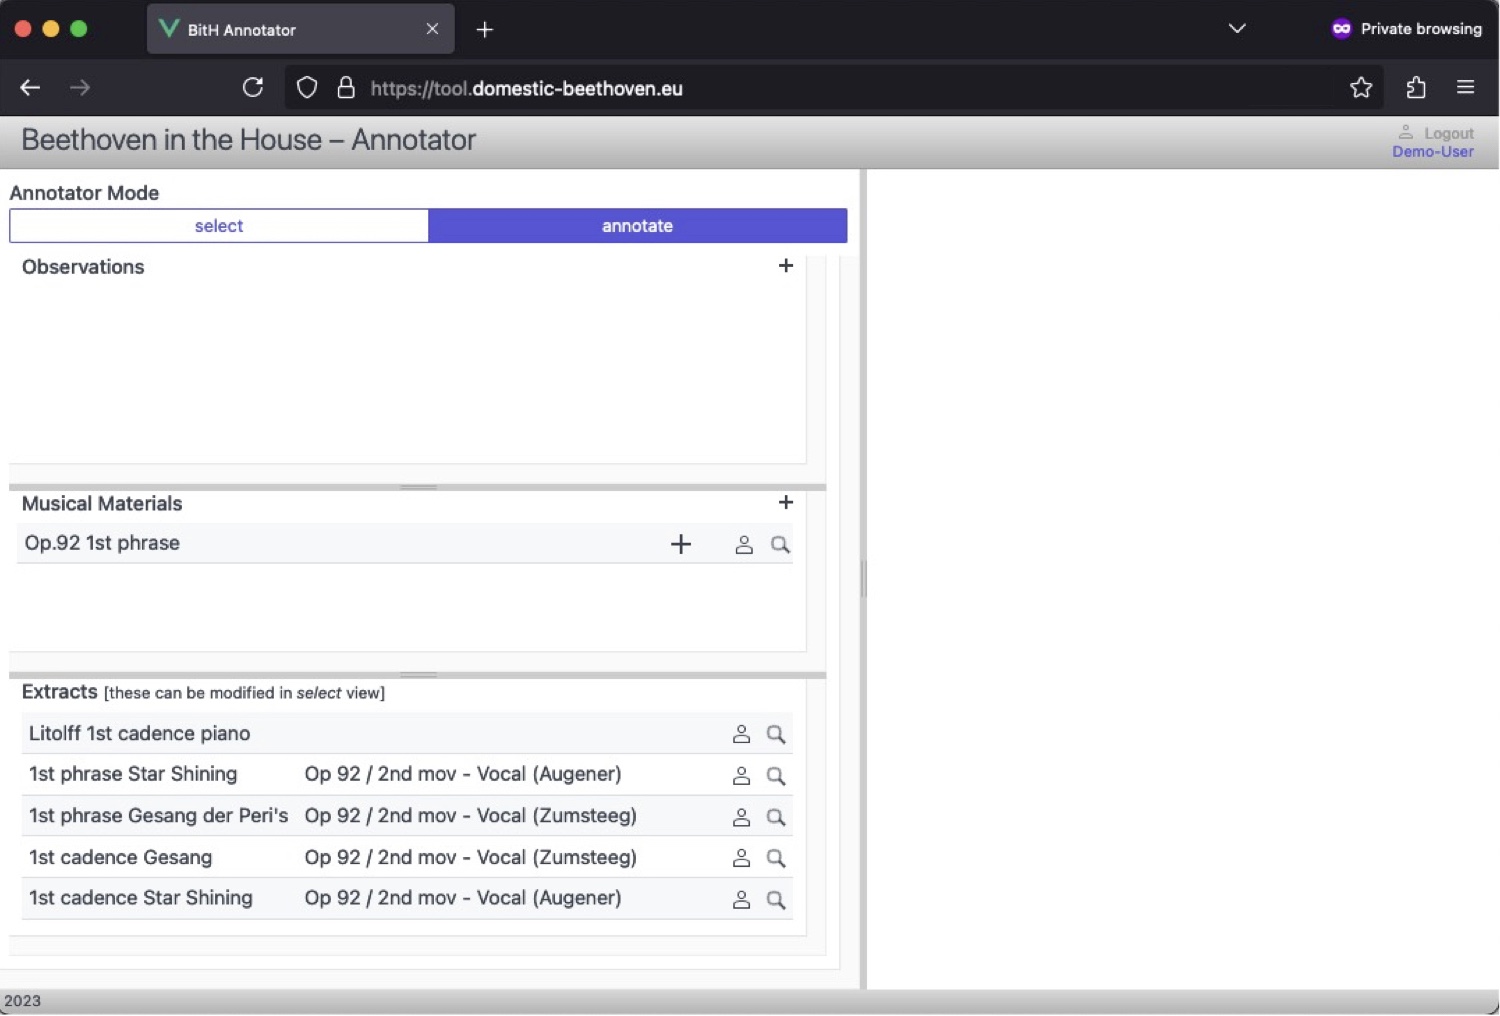 BitH Annotator
Private browsing
https://tool.domestic-beethoven.eu
Beethoven in the House – Annotator
Logout
Demo-User
Annotator Mode
select annotate
Observations
Musical Materials
Op.92 1st phrase
Extracts [these can be modified in select view]
Litolff 1st cadence piano
1st phrase Star Shining Op 92 / 2nd mov - Vocal (Augener)
1st phrase Gesang der Peri's Op 92 / 2nd mov - Vocal (Zumsteeg)
1st cadence Gesang Op 92 / 2nd mov - Vocal (Zumsteeg)
1st cadence Star Shining Op 92 / 2nd mov - Vocal (Augener)
2023